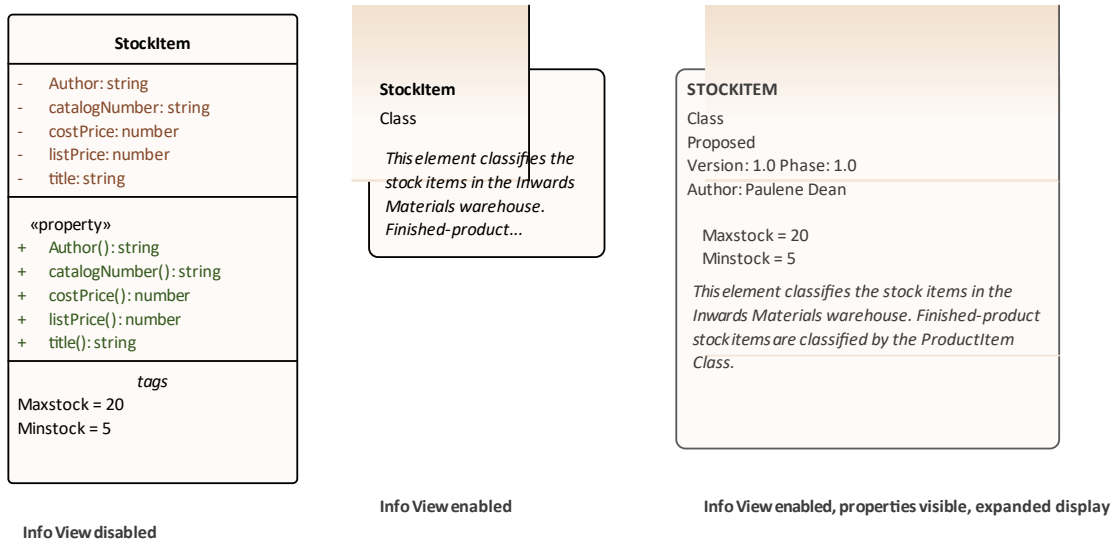 StockItem
- Author: string
- catalogNumber: string
- costPrice: number
- listPrice: number
- title: string
«property»
+ Author(): string
+ catalogNumber(): string
+ costPrice(): number
+ listPrice(): number
+ title(): string
tags
Maxstock = 20
Minstock = 5
Info View disabled
StockItem
Class
This element classifies the
stock items in the Inwards
Materials warehouse.
Finished-product...
Info View enabled
STOCKITEM
Class
Proposed
Version: 1.0 Phase: 1.0
Author: Paulene Dean
Maxstock = 20
Minstock = 5
This element classifies the stock items in the
Inwards Materials warehouse. Finished-product
stock items are classified by the ProductItem
Class.
Info View enabled, properties visible, expanded display